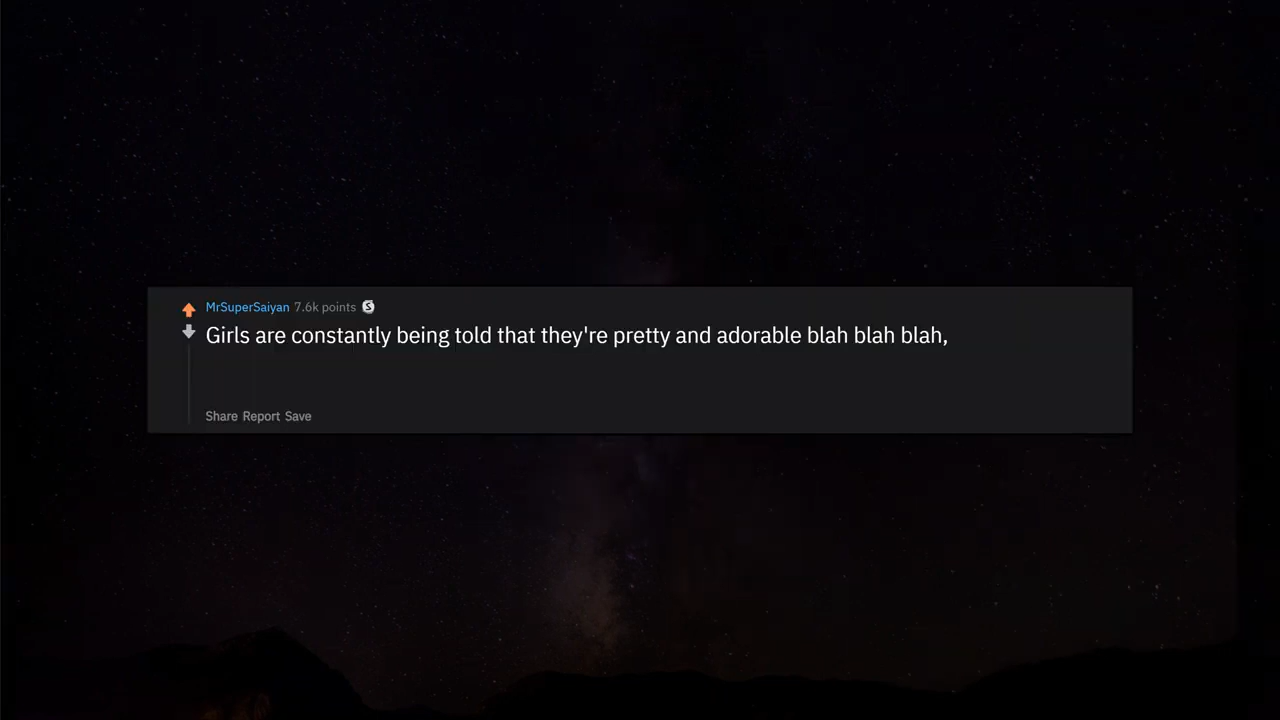 MrSuperSaiyan 7.6k points S
Girls are constantly being told that they're pretty and adorable blah blah blah,
Share Report Save